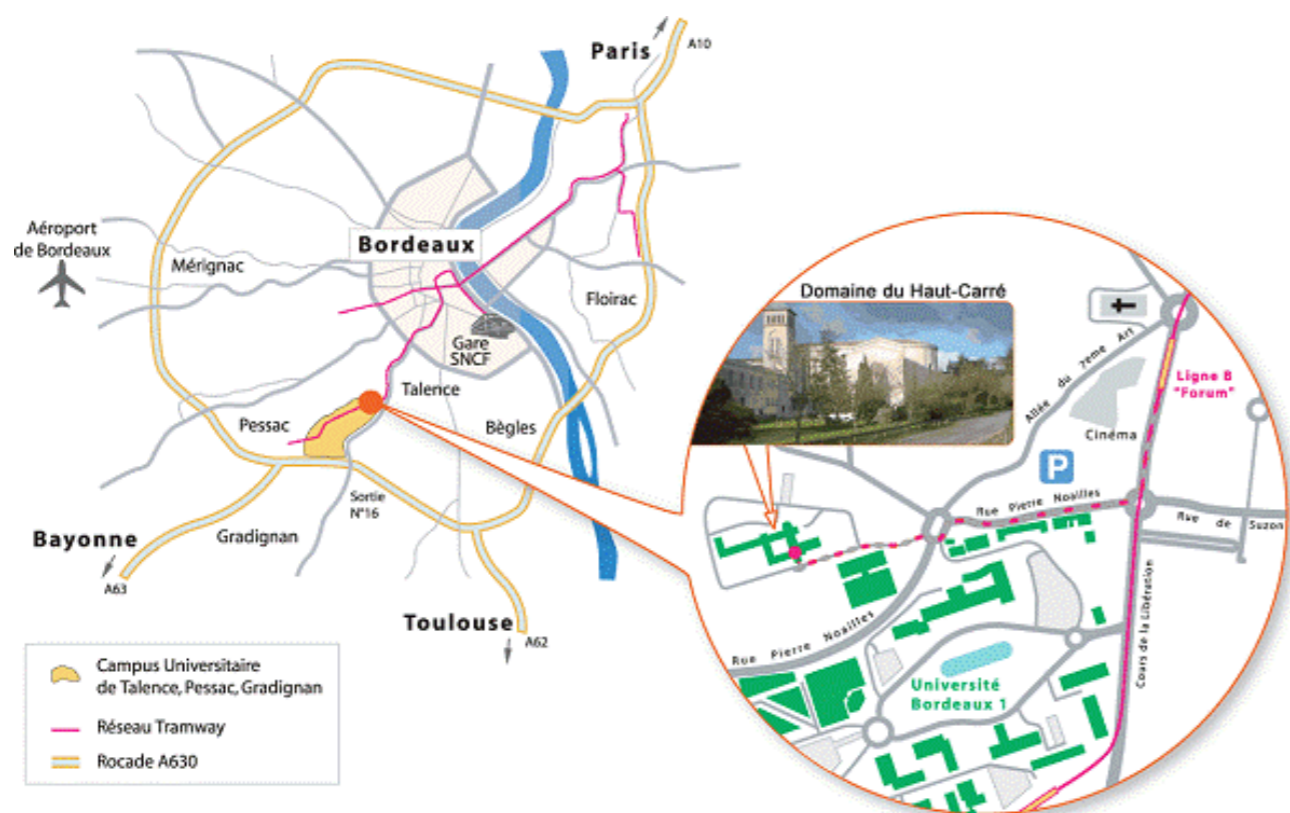 Paris
A10
Aéroport
de Bordeaux
Mérignac
Bordeaux
Floirac
Gare
SNCF
Talence
Pessac
Bègles
Sortie
N°16
Bayonne
A63
Gradignan
Toulouse
A62
Campus Universitaire
de Talence, Pessac, Gradignan
Réseau Tramway
Rocade A630
Domaine du Haut-Carré
Allée du 7eme Art
Ligne B
"Forum"
Cinéma
P
Rue Pierre Noailles
Rue de Suzon
Cours de la Libération
Rue Pierre Noailles
Université
Bordeaux 1